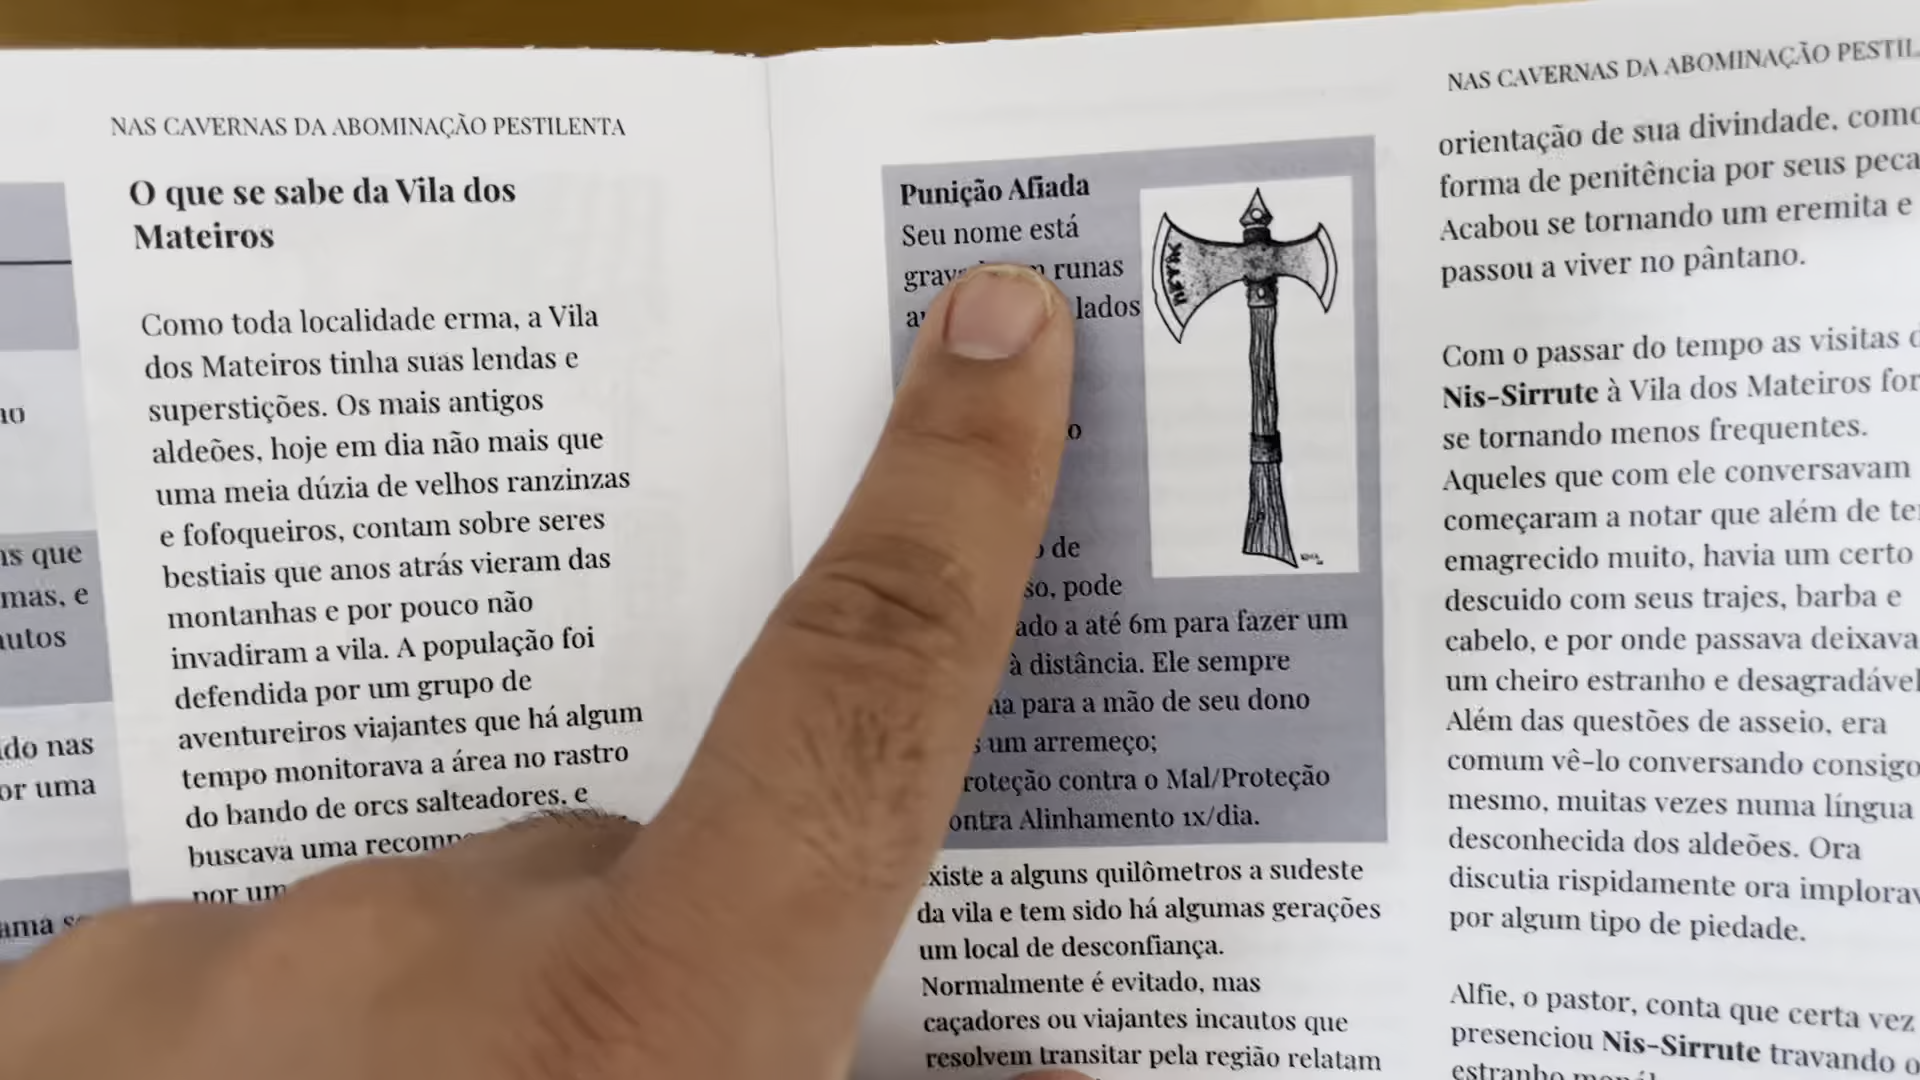 NAS CAVERNAS DA ABOMINAÇÃO PESTILENTA
O que se sabe da Vila dos
Mateiros
Como toda localidade erma, a Vila
dos Mateiros tinha suas lendas e
superstições. Os mais antigos
aldeões, hoje em dia não mais que
uma meia dúzia de velhos ranzinzas
e fofoqueiros, contam sobre seres
bestiais que anos atrás vieram das
montanhas e por pouco não
invadiram a vila. A população foi
defendida por um grupo de
aventureiros viajantes que há algum
tempo monitorava a área no rastro
do bando de orcs salteadores, e
buscava uma
por um
que
mas, e
do nas
or uma
Punição Afiada
Seu nome está
runas
lados
o
de
pode
a até 6m para fazer um
à distância. Ele sempre
para a mão de seu dono
um arremeço;
roteção contra o Mal/Proteção
ontra Alinhamento 1x/dia.
xiste a alguns quilômetros a sudeste
da vila e tem sido há algumas gerações
um local de desconfiança.
Normalmente é evitado, mas
caçadores ou viajantes incautos que
resolvem transitar pela região relatam
NAS CAVERNAS DA ABOMINAÇÃO PESTIL
orientação de sua divindade, como
forma de penitência por seus peca
Acabou se tornando um eremita e
passou a viver no pântano.
Com o passar do tempo as visitas d
Nis-Sirrute à Vila dos Mateiros for
se tornando menos frequentes.
Aqueles que com ele conversavam
começaram a notar que além de ter
emagrecido muito, havia um certo
descuido com seus trajes, barba e
cabelo, e por onde passava deixava
um cheiro estranho e desagradável
Além das questões de asseio, era
comum vê-lo conversando consigo
mesmo, muitas vezes numa língua
desconhecida dos aldeões. Ora
discutia rispidamente ora implorav
por algum tipo de piedade.
Alfie, o pastor, conta que certa vez
presenciou Nis-Sirrute travando o
estranho